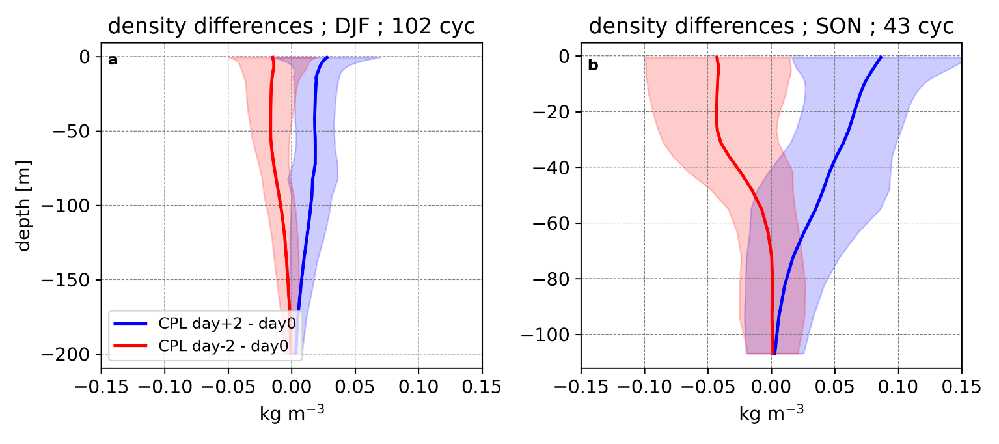 density differences ; DJF ; 102 cyc
a
depth [m]
0
−50
−100
−150
−200
CPL day+2 - day0
CPL day-2 - day0
−0.15 −0.10 −0.05 0.00 0.05 0.10 0.15
kg m⁻³
density differences ; SON ; 43 cyc
b
0
−20
−40
−60
−80
−100
−0.15 −0.10 −0.05 0.00 0.05 0.10 0.15
kg m⁻³